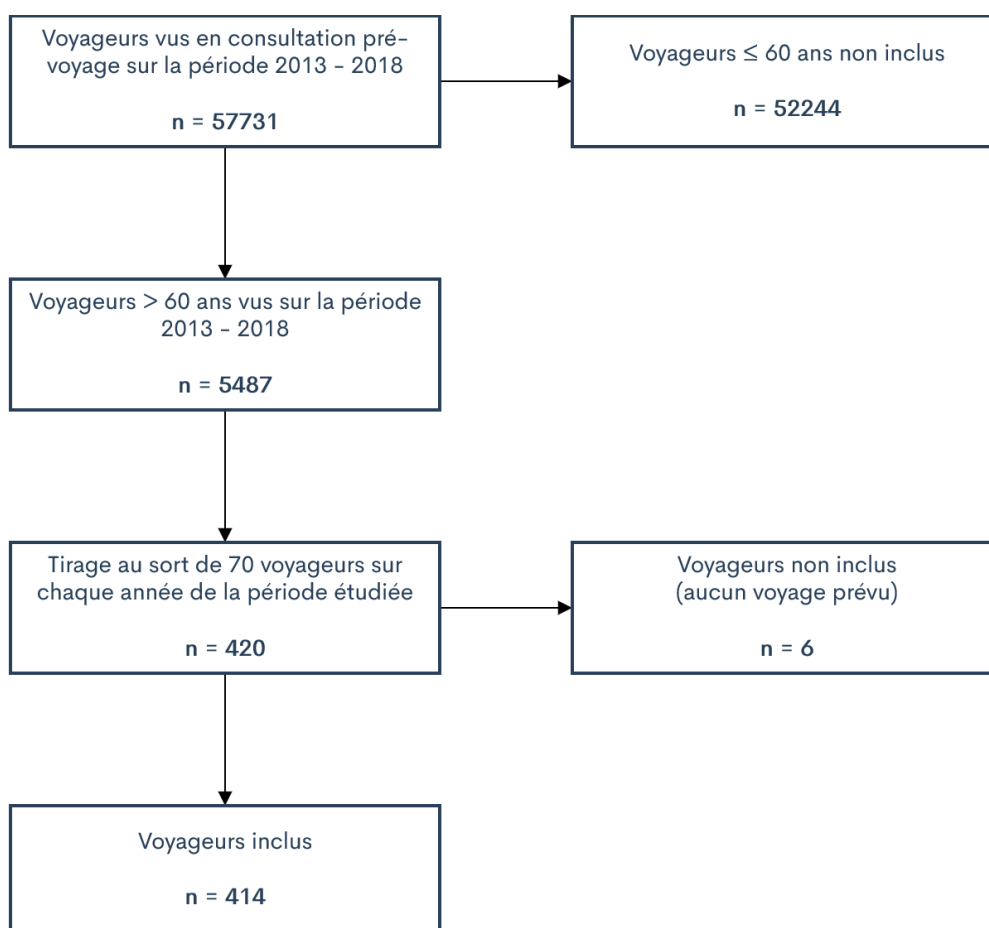 Voyageurs vus en consultation pré-
voyage sur la période 2013 - 2018
n = 57731
Voyageurs ≤ 60 ans non inclus
n = 52244
Voyageurs > 60 ans vus sur la période
2013 - 2018
n = 5487
Tirage au sort de 70 voyageurs sur
chaque année de la période étudiée
n = 420
Voyageurs non inclus
(aucun voyage prévu)
n = 6
Voyageurs inclus
n = 414